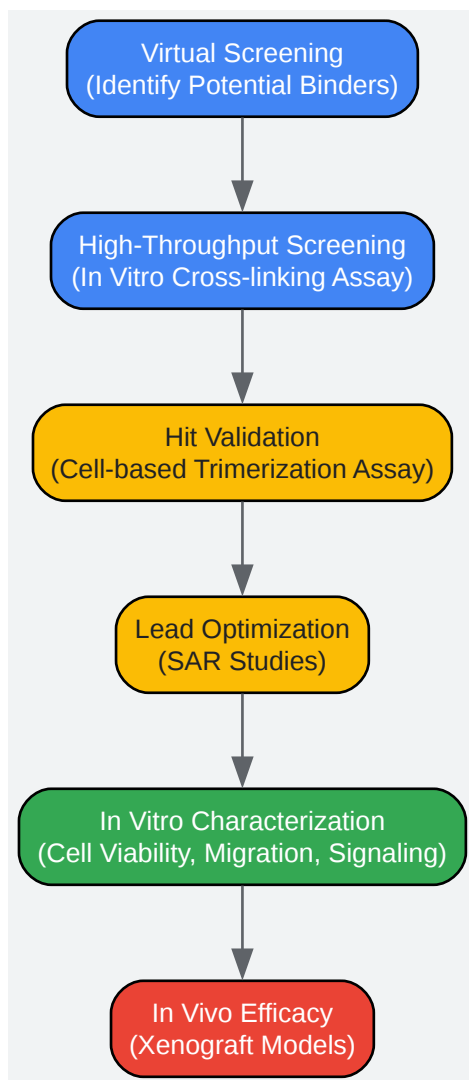 Virtual Screening
(Identify Potential Binders)
High-Throughput Screening
(In Vitro Cross-linking Assay)
Hit Validation
(Cell-based Trimerization Assay)
Lead Optimization
(SAR Studies)
In Vitro Characterization
(Cell Viability, Migration, Signaling)
In Vivo Efficacy
(Xenograft Models)